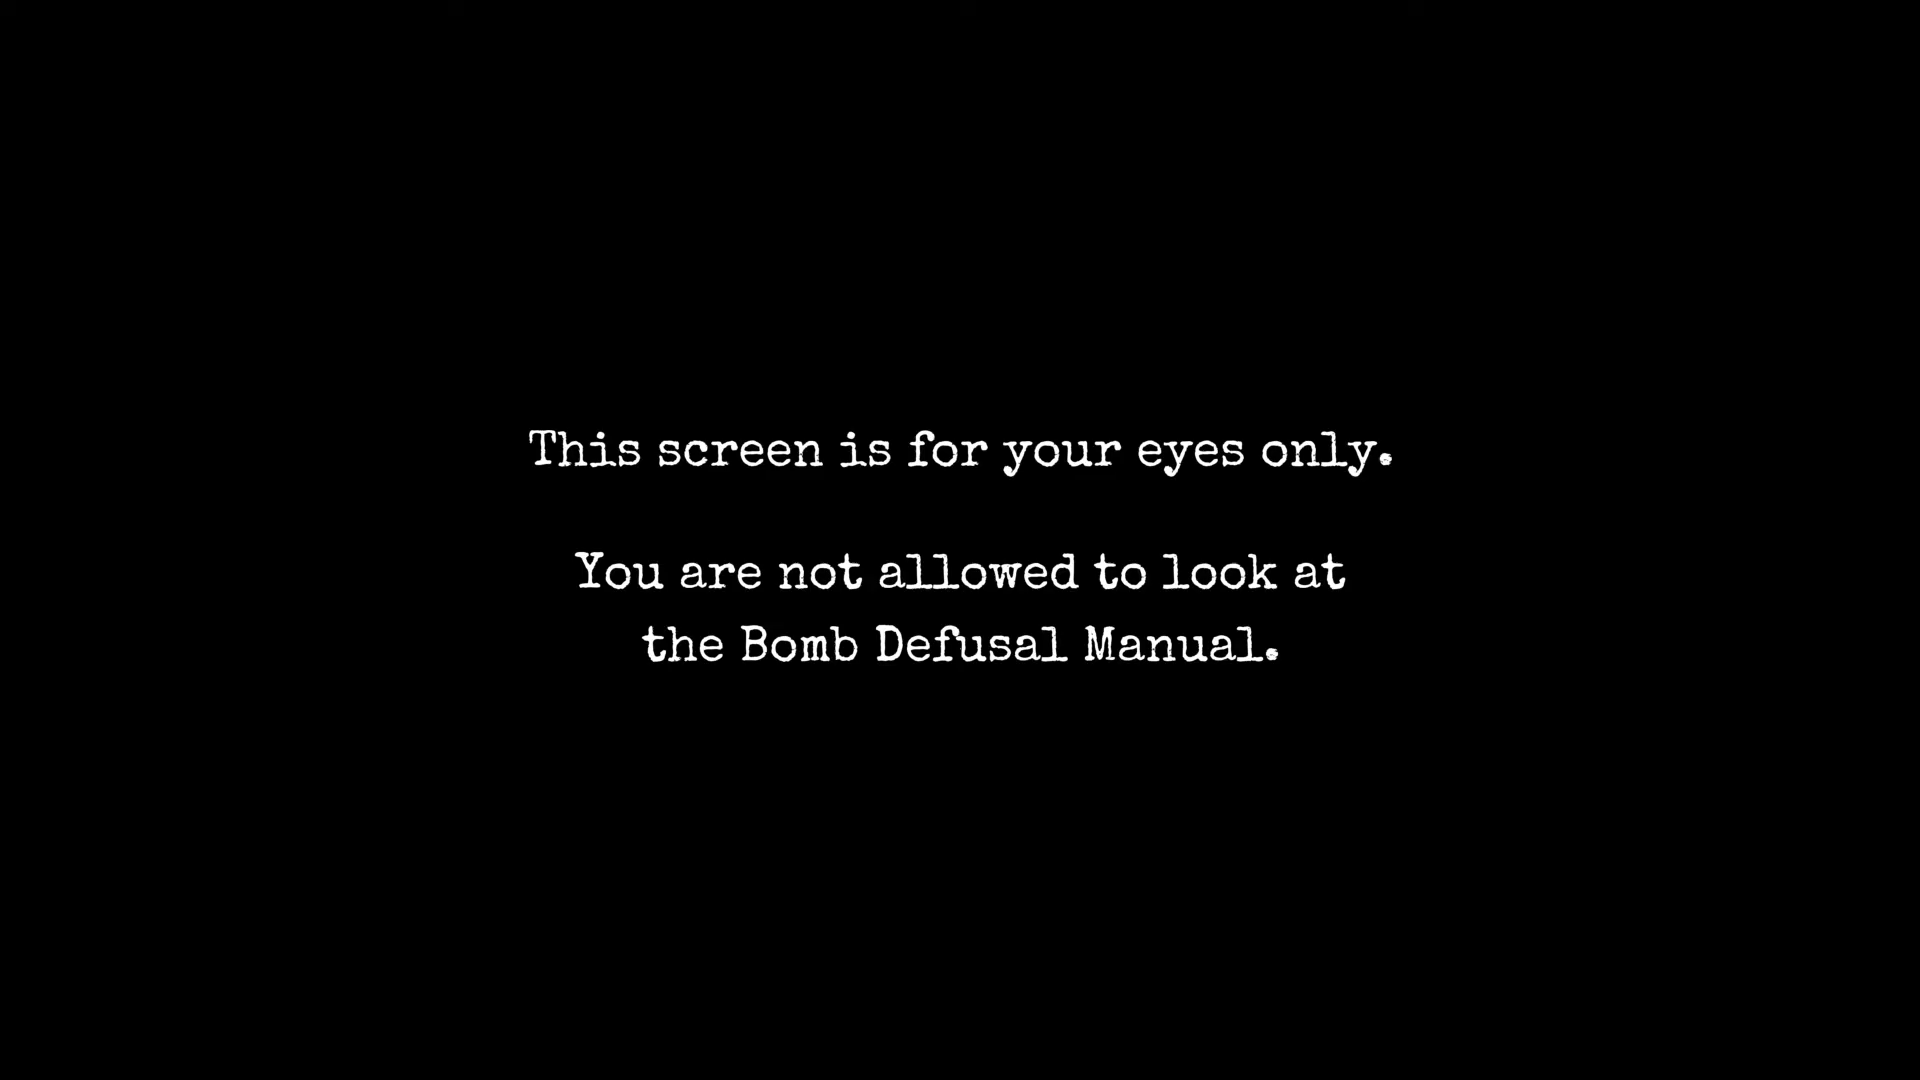 This screen is for your eyes only.
You are not allowed to look at
the Bomb Defusal Manual.